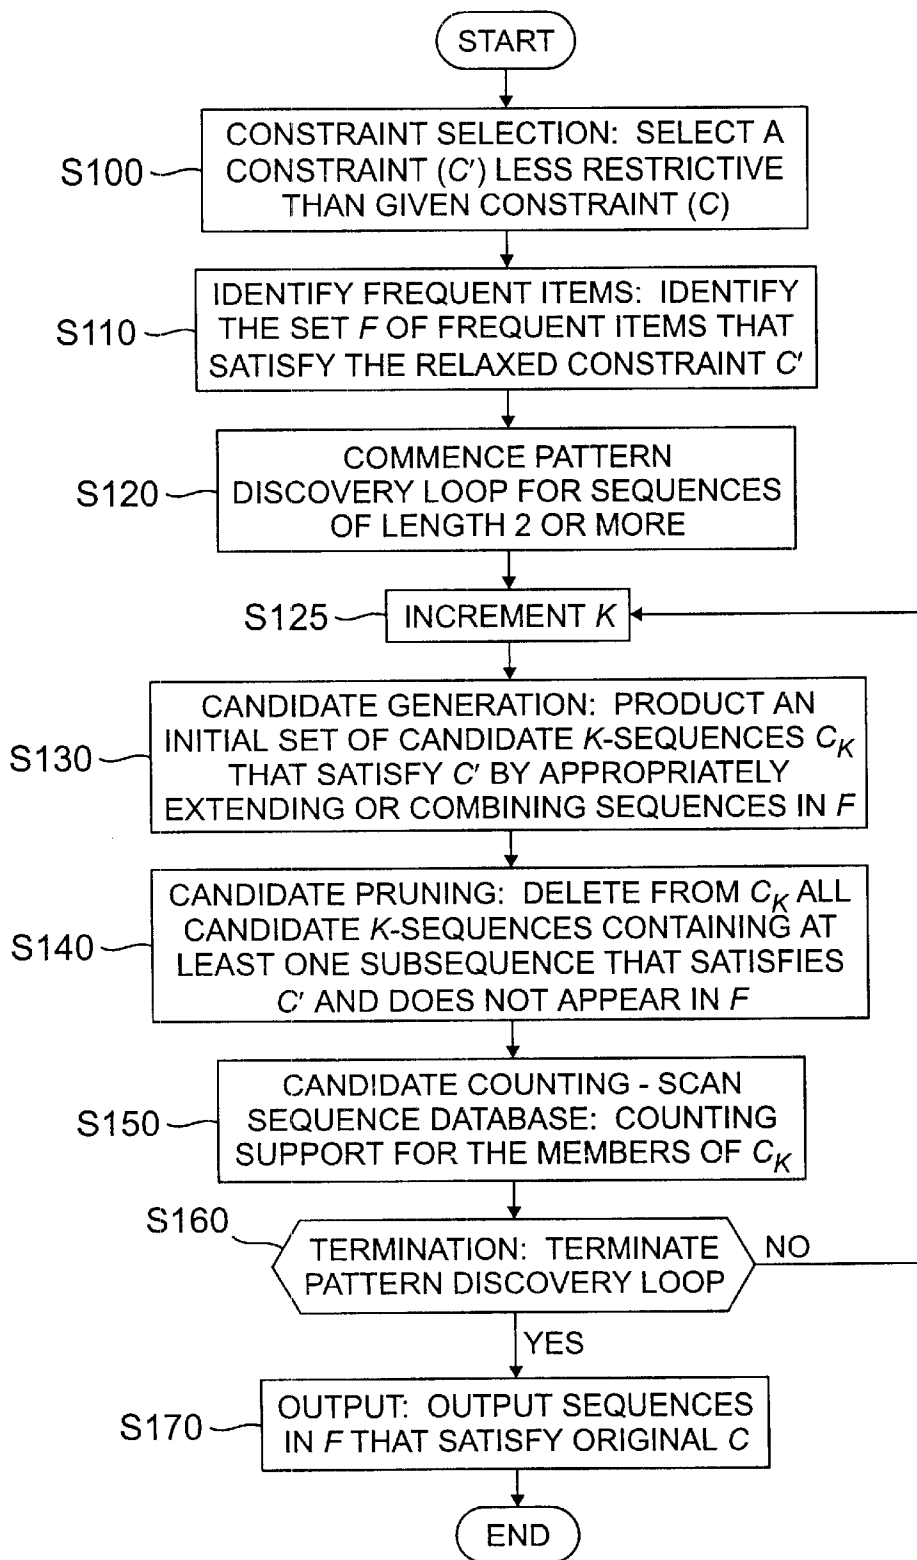 START
CONSTRAINT SELECTION: SELECT A
CONSTRAINT (C') LESS RESTRICTIVE
THAN GIVEN CONSTRAINT (C)
S100
IDENTIFY FREQUENT ITEMS: IDENTIFY
THE SET F OF FREQUENT ITEMS THAT
SATISFY THE RELAXED CONSTRAINT C'
S110
COMMENCE PATTERN
DISCOVERY LOOP FOR SEQUENCES
OF LENGTH 2 OR MORE
S120
INCREMENT K
S125
CANDIDATE GENERATION: PRODUCT AN
INITIAL SET OF CANDIDATE K-SEQUENCES C_K
THAT SATISFY C' BY APPROPRIATELY
EXTENDING OR COMBINING SEQUENCES IN F
S130
CANDIDATE PRUNING: DELETE FROM C_K ALL
CANDIDATE K-SEQUENCES CONTAINING AT
LEAST ONE SUBSEQUENCE THAT SATISFIES
C' AND DOES NOT APPEAR IN F
S140
CANDIDATE COUNTING - SCAN
SEQUENCE DATABASE: COUNTING
SUPPORT FOR THE MEMBERS OF C_K
S150
S160
TERMINATION: TERMINATE
PATTERN DISCOVERY LOOP
NO
YES
OUTPUT: OUTPUT SEQUENCES
IN F THAT SATISFY ORIGINAL C
S170
END